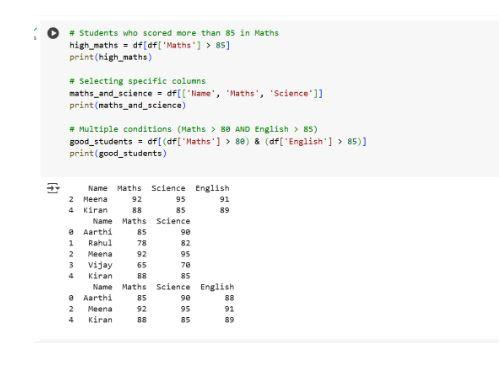 # Students who scored more than 85 in Maths
high_maths = df[df['Maths'] > 85]
print(high_maths)
# Selecting specific columns
maths_and_science = df[['Name', 'Maths', 'Science']]
print(maths_and_science)
# Multiple conditions (Maths > 80 AND English > 85)
good_students = df[(df['Maths'] > 80) & (df['English'] > 85)]
print(good_students)
Name Maths Science English
2 Meena 92 95 91
4 Kiran 88 85 89
Name Maths Science
0 Aarthi 85 90
1 Rahul 78 82
2 Meena 92 95
3 Vijay 65 70
4 Kiran 88 85
Name Maths Science English
0 Aarthi 85 90 88
2 Meena 92 95 91
4 Kiran 88 85 89